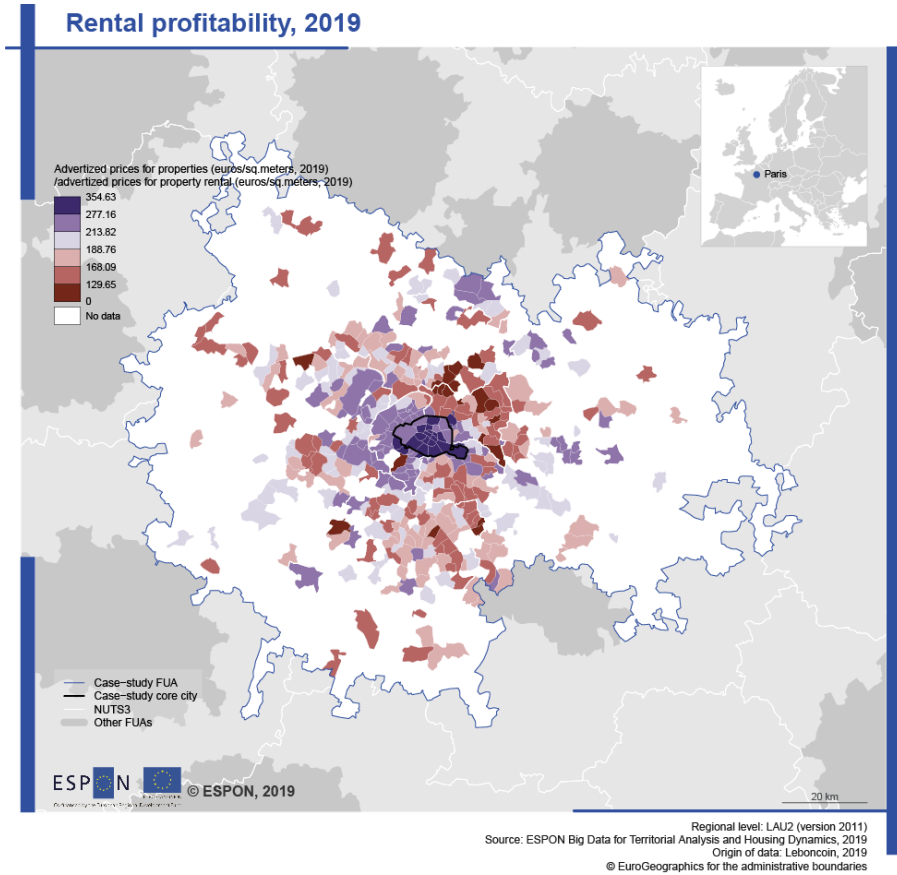 Rental profitability, 2019
Paris
Advertized prices for properties (euros/sq.meters, 2019)
/advertized prices for property rental (euros/sq.meters, 2019)
354.63
277.16
213.82
188.76
168.09
129.65
0
No data
Case-study FUA
Case-study core city
NUTS3
Other FUAs
ESPON
© ESPON, 2019
20 km
Regional level: LAU2 (version 2011)
Source: ESPON Big Data for Territorial Analysis and Housing Dynamics, 2019
Origin of data: Leboncoin, 2019
© EuroGeographics for the administrative boundaries